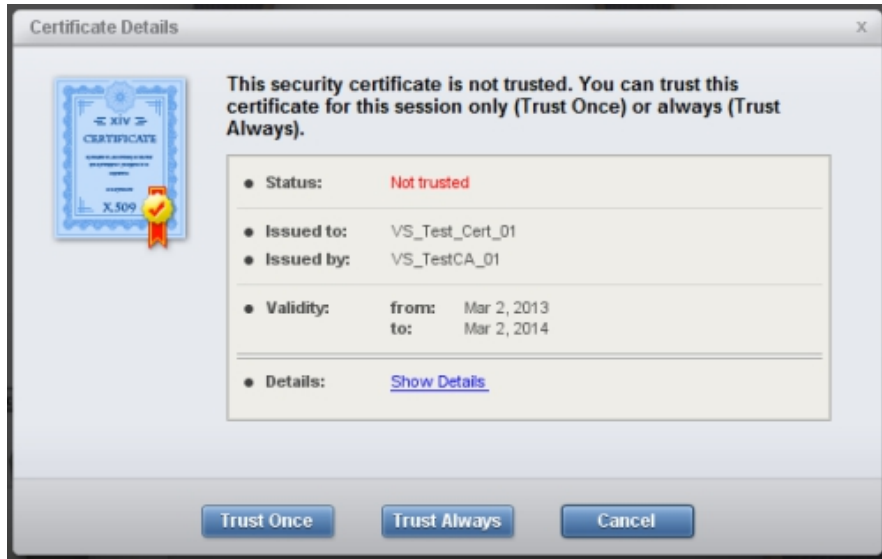 Certificate Details
x
XIV
CERTIFICATE
X.509
This security certificate is not trusted. You can trust this
certificate for this session only (Trust Once) or always (Trust
Always).
Status: Not trusted
Issued to: VS_Test_Cert_01
Issued by: VS_TestCA_01
Validity: from: Mar 2, 2013
to: Mar 2, 2014
Details: Show Details
Trust Once Trust Always Cancel